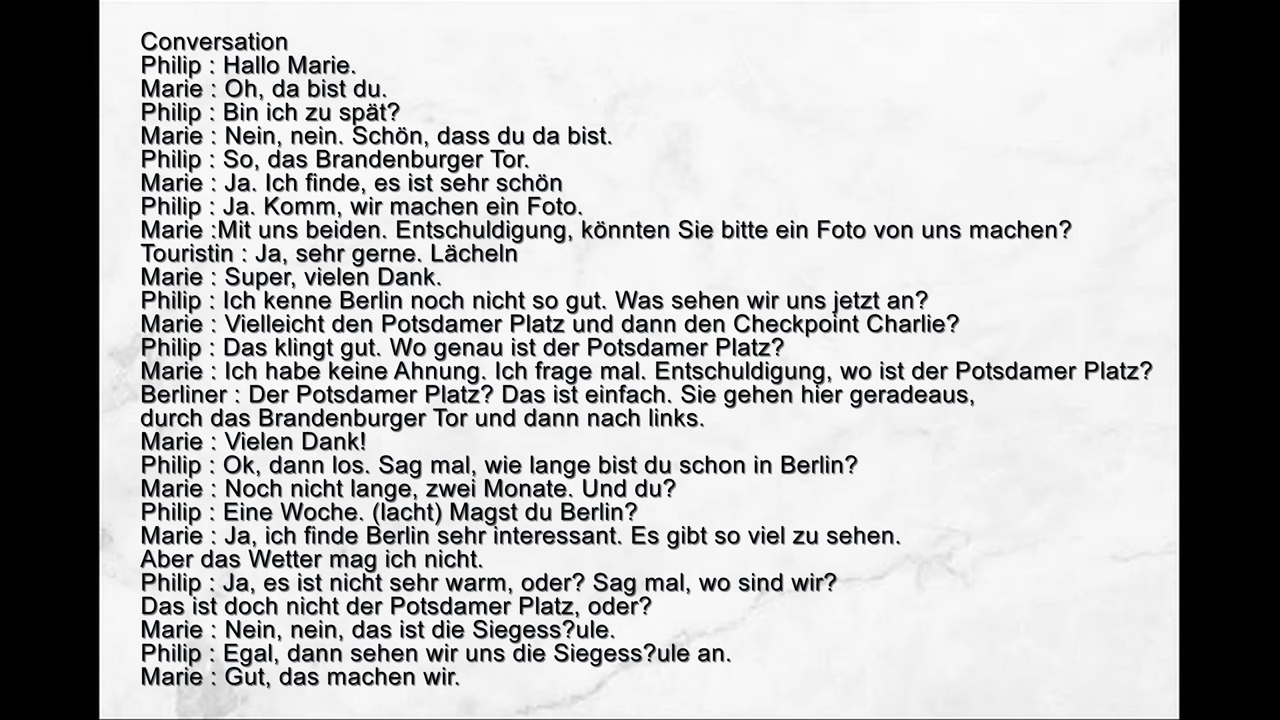 Conversation
Philip : Hallo Marie.
Marie : Oh, da bist du.
Philip : Bin ich zu spät?
Marie : Nein, nein. Schön, dass du da bist.
Philip : So, das Brandenburger Tor.
Marie : Ja. Ich finde, es ist sehr schön
Philip : Ja. Komm, wir machen ein Foto.
Marie :Mit uns beiden. Entschuldigung, könnten Sie bitte ein Foto von uns machen?
Touristin : Ja, sehr gerne. Lächeln
Marie : Super, vielen Dank.
Philip : Ich kenne Berlin noch nicht so gut. Was sehen wir uns jetzt an?
Marie : Vielleicht den Potsdamer Platz und dann den Checkpoint Charlie?
Philip : Das klingt gut. Wo genau ist der Potsdamer Platz?
Marie : Ich habe keine Ahnung. Ich frage mal. Entschuldigung, wo ist der Potsdamer Platz?
Berliner : Der Potsdamer Platz? Das ist einfach. Sie gehen hier geradeaus,
durch das Brandenburger Tor und dann nach links.
Marie : Vielen Dank!
Philip : Ok, dann los. Sag mal, wie lange bist du schon in Berlin?
Marie : Noch nicht lange, zwei Monate. Und du?
Philip : Eine Woche. (lacht) Magst du Berlin?
Marie : Ja, ich finde Berlin sehr interessant. Es gibt so viel zu sehen.
Aber das Wetter mag ich nicht.
Philip : Ja, es ist nicht sehr warm, oder? Sag mal, wo sind wir?
Das ist doch nicht der Potsdamer Platz, oder?
Marie : Nein, nein, das ist die Siegess?ule.
Philip : Egal, dann sehen wir uns die Siegess?ule an.
Marie : Gut, das machen wir.